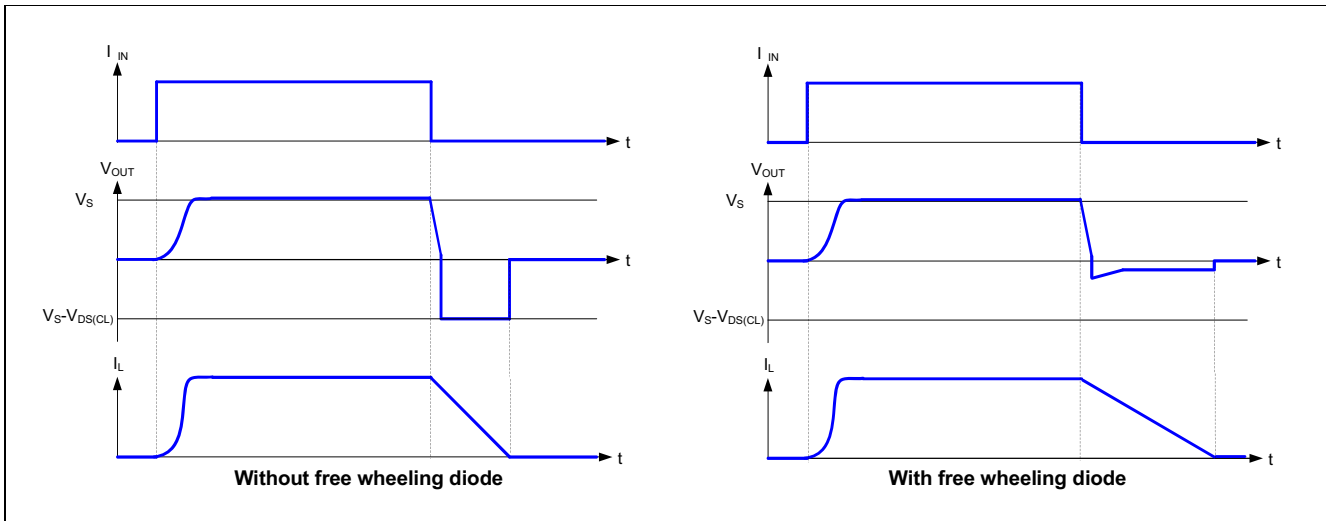 I IN
t
VOUT
VS
t
VS-VDS(CL)
IL
t
Without free wheeling diode
I IN
t
VOUT
VS
t
VS-VDS(CL)
IL
t
With free wheeling diode